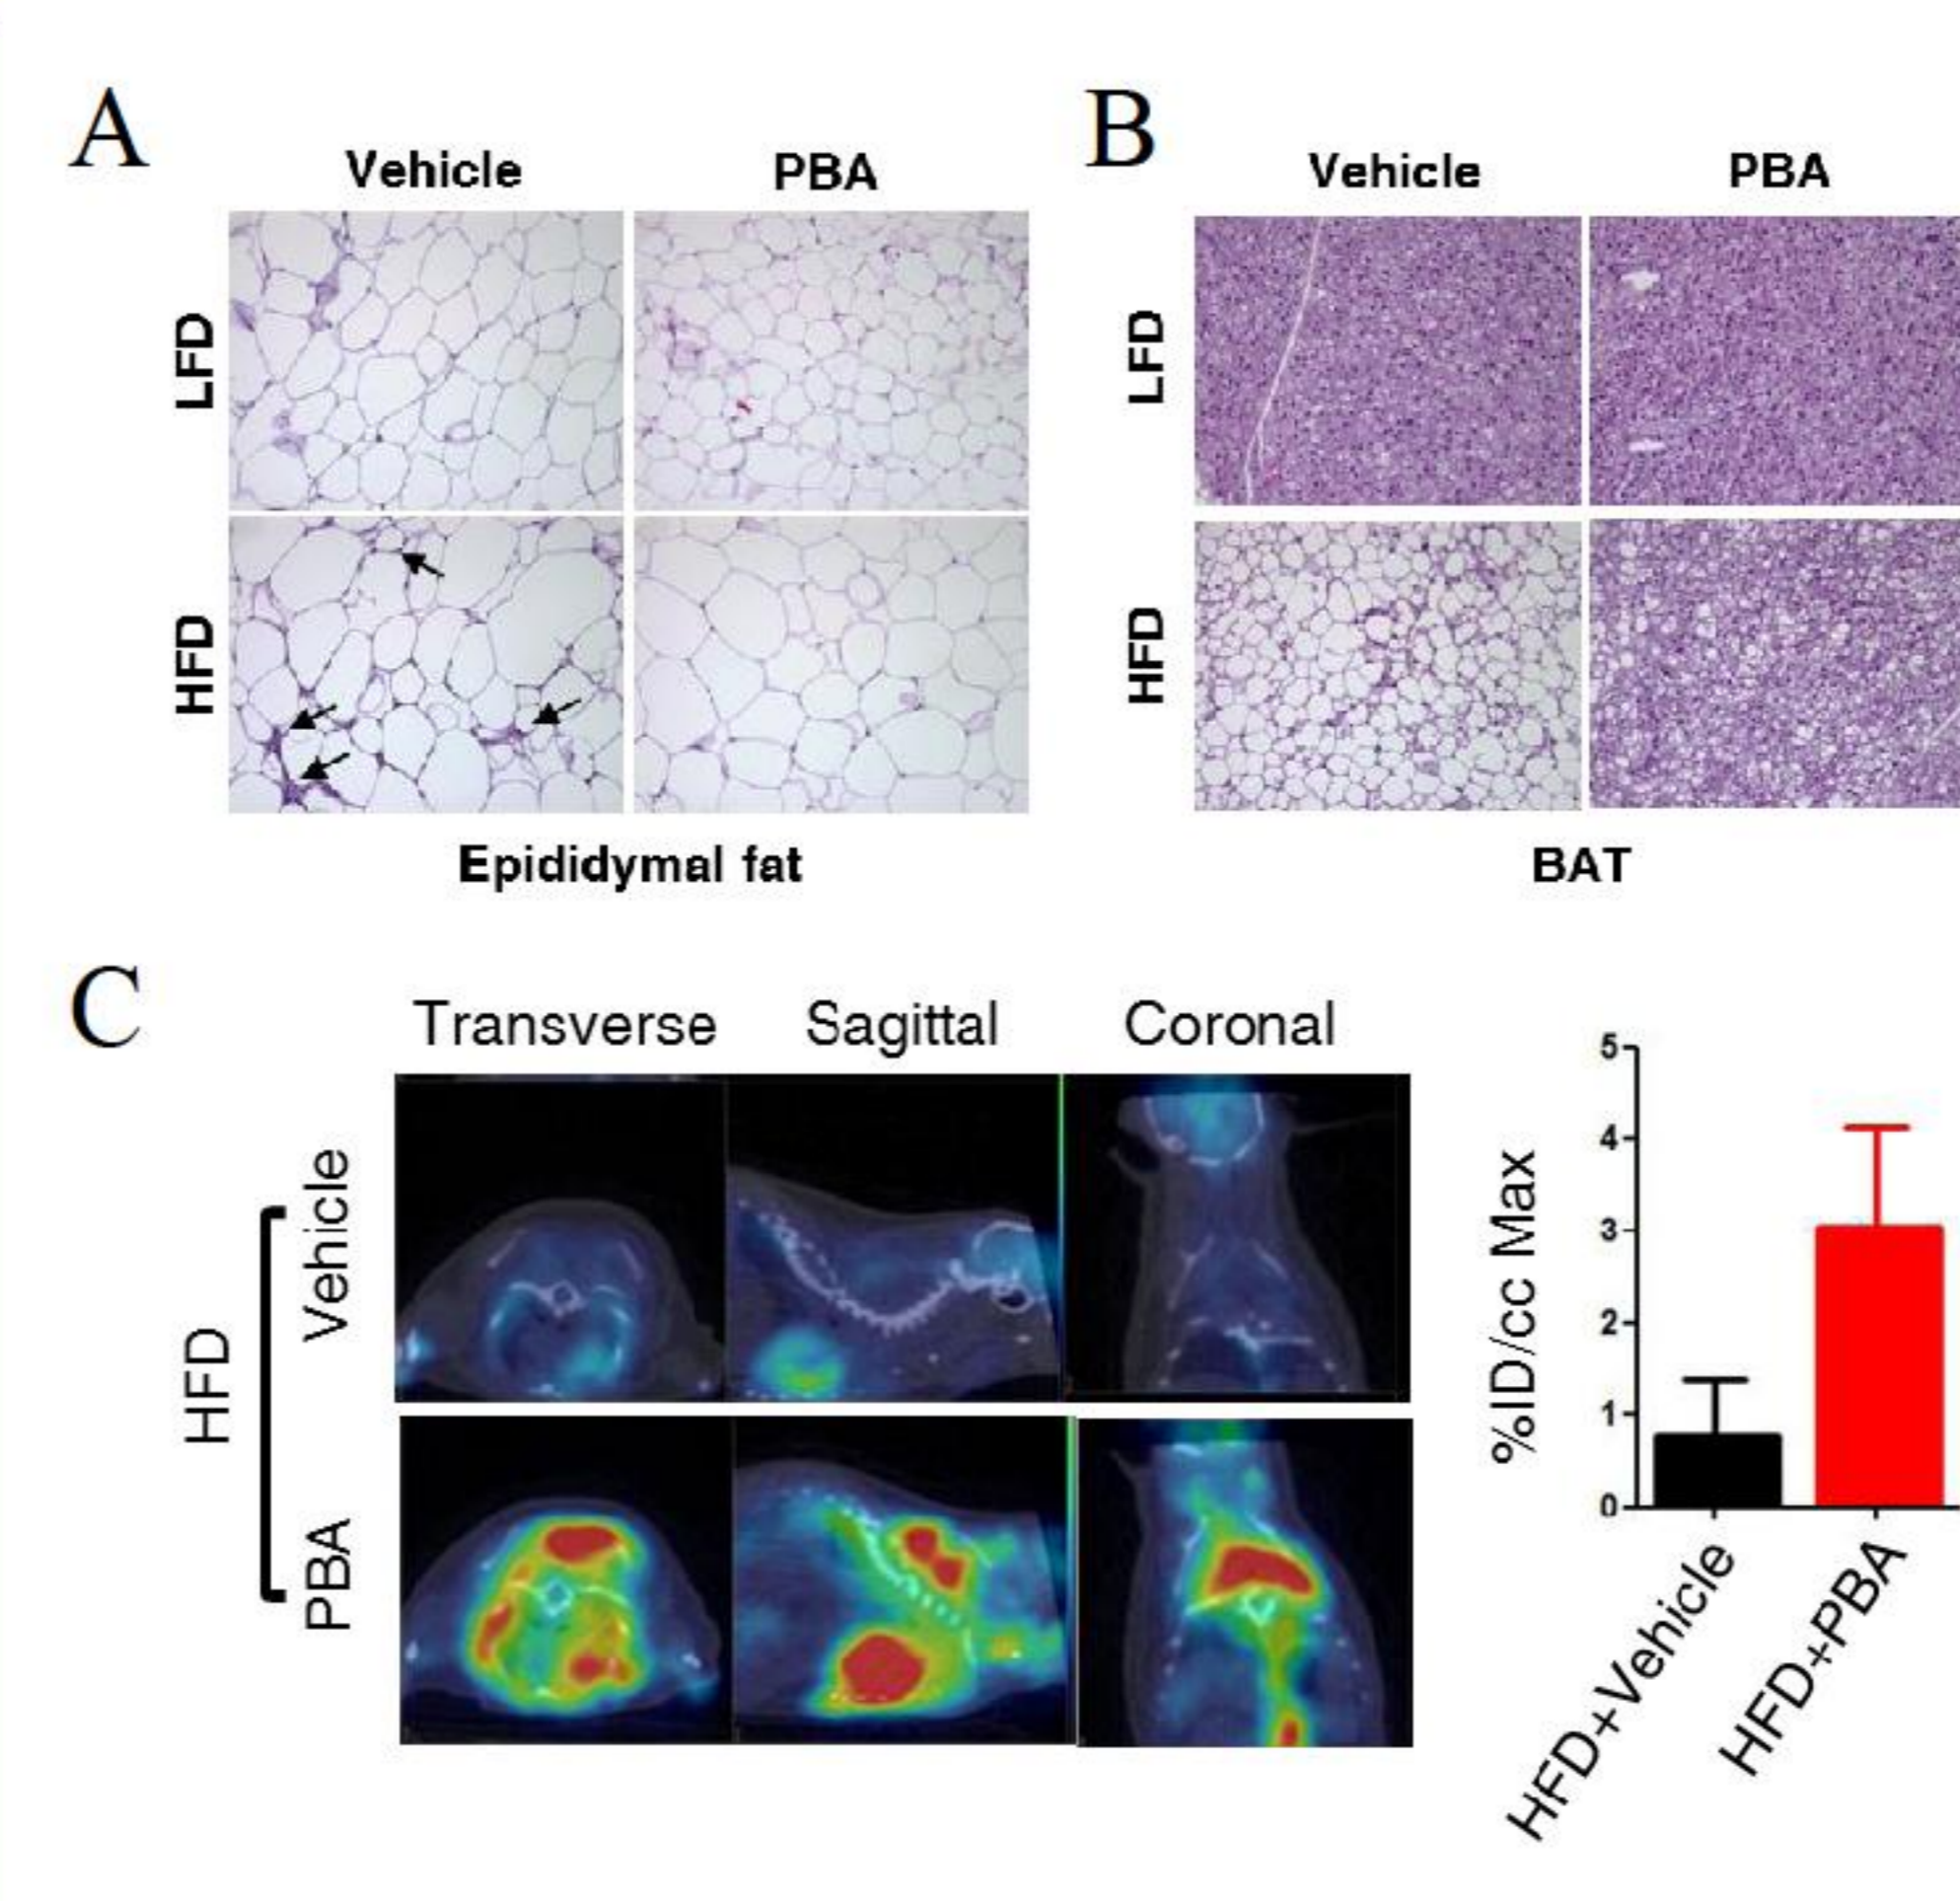 A
Vehicle PBA
LFD
HFD
Epididymal fat
B
Vehicle PBA
LFD
HFD
BAT
C
Transverse Sagittal Coronal
HFD
Vehicle
PBA
%ID/cc Max
5
4
3
2
1
0
HFD+Vehicle
HFD+PBA